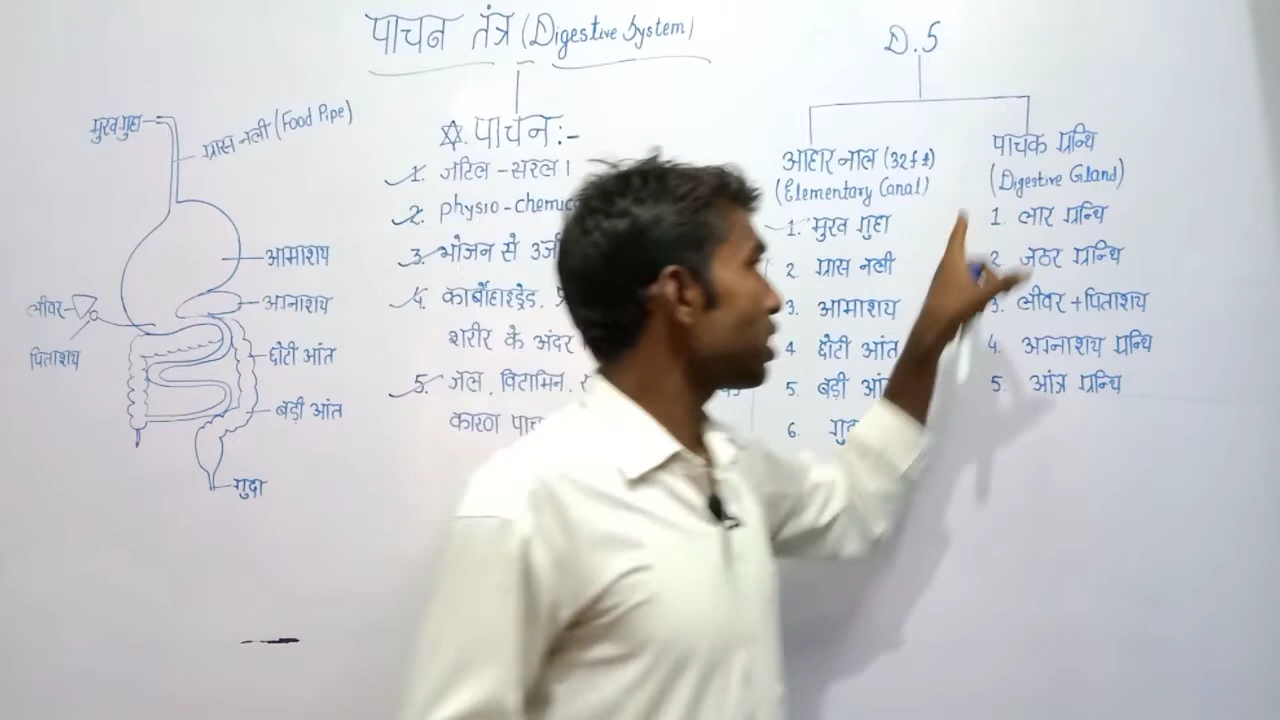 पाचन तंत्र (Digestive System)
D.S
मुख गुहा
ग्रास नली (Food Pipe)
आमाशय
लीवर
अग्नाशय
पिताशय
छोटी आंत
बड़ी आंत
गुदा
पाचन :-
1. जटिल - सरल।
2. physio-chemic
3. भोजन से
4. कार्बोहाइड्रेड.
शरीर के अंदर
5. जल, विटामिन,
कारण
आहार नाल (32 ft)
(Elementary Canal)
1. मुख गुहा
2. ग्रास नली
3. आमाशय
4 छोटी आंत
5. बड़ी
6.
पाचक ग्रन्थि
(Digestive Gland)
1. लार ग्रन्थि
2 जठर ग्रन्थि
3. लीवर + पिताशय
4. अग्नाशय ग्रन्थि
5. आंत्र ग्रन्थि